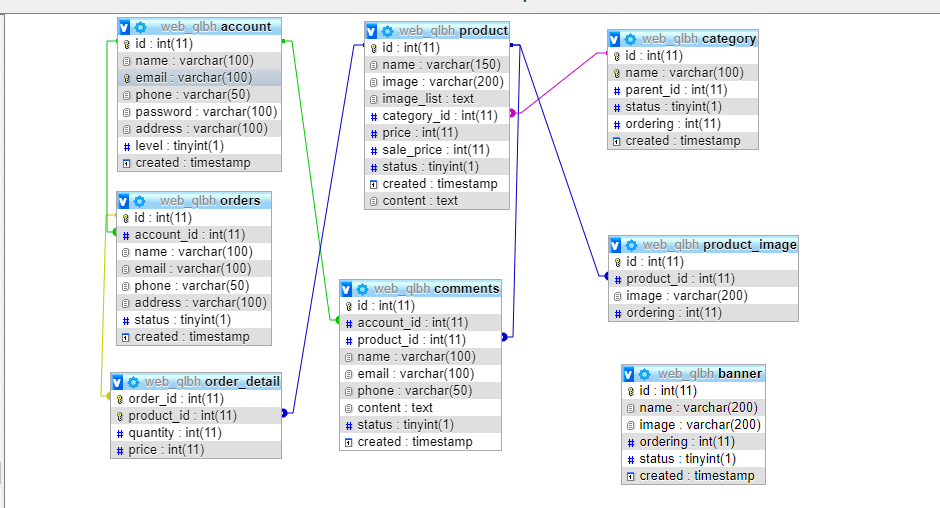 web_qlbh account
id : int(11)
name : varchar(100)
email : varchar(100)
phone : varchar(50)
password : varchar(100)
address : varchar(100)
level : tinyint(1)
created : timestamp
web_qlbh orders
id : int(11)
account_id : int(11)
name : varchar(100)
email : varchar(100)
phone : varchar(50)
address : varchar(100)
status : tinyint(1)
created : timestamp
web_qlbh order_detail
order_id : int(11)
product_id : int(11)
quantity : int(11)
price : int(11)
web_qlbh product
id : int(11)
name : varchar(150)
image : varchar(200)
image_list : text
category_id : int(11)
price : int(11)
sale_price : int(11)
status : tinyint(1)
created : timestamp
content : text
web_qlbh comments
id : int(11)
account_id : int(11)
product_id : int(11)
name : varchar(100)
email : varchar(100)
phone : varchar(50)
content : text
status : tinyint(1)
created : timestamp
web_qlbh category
id : int(11)
name : varchar(100)
parent_id : int(11)
status : tinyint(1)
ordering : int(11)
created : timestamp
web_qlbh product_image
id : int(11)
product_id : int(11)
image : varchar(200)
ordering : int(11)
web_qlbh banner
id : int(11)
name : varchar(200)
image : varchar(200)
ordering : int(11)
status : tinyint(1)
created : timestamp